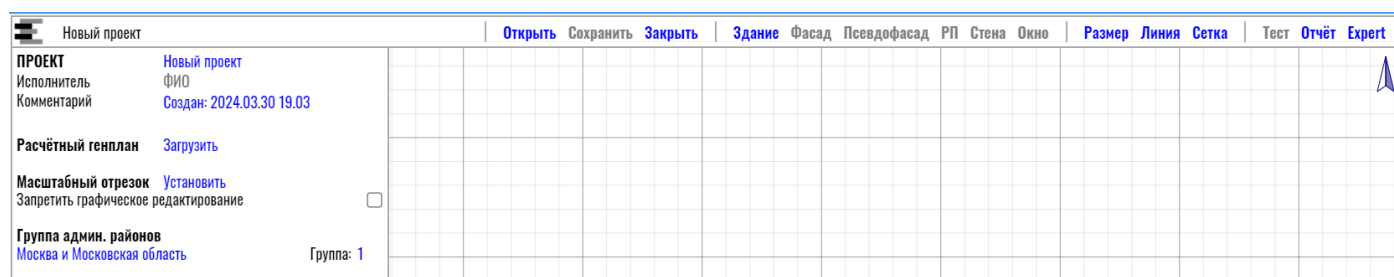 Новый проект | Открыть Сохранить Закрыть | Здание Фасад Псевдофасад РП Стена Окно | Размер Линия Сетка | Тест Отчёт Expert
ПРОЕКТ Новый проект
Исполнитель ФИО
Комментарий Создан: 2024.03.30 19.03
Расчётный генплан Загрузить
Масштабный отрезок Установить
Запретить графическое редактирование
Группа админ. районов
Москва и Московская область Группа: 1